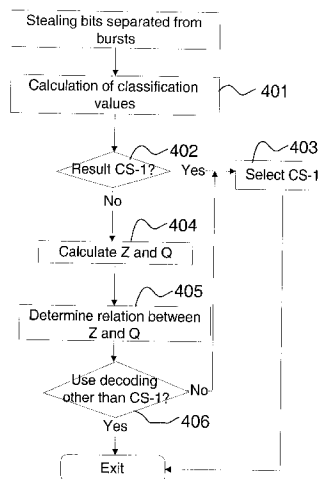 Stealing bits separated from
bursts
Calculation of classification
values
401
402
403
Result CS-1?
Yes
Select CS-1
No
404
Calculate Z and Q
405
Determine relation between
Z and Q
Use decoding
other than CS-1?
No
406
Yes
Exit